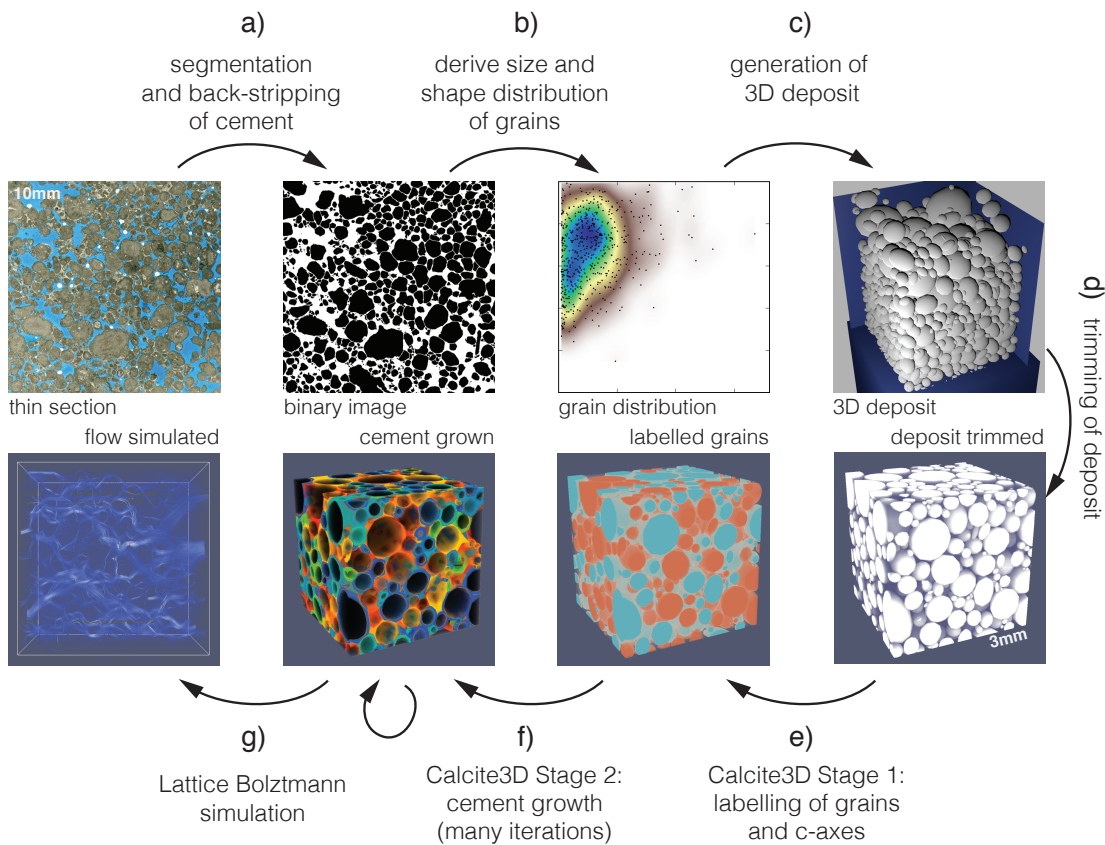 a)
segmentation
and back-stripping
of cement
b)
derive size and
shape distribution
of grains
c)
generation of
3D deposit
10mm
thin section
binary image
grain distribution
3D deposit
d) trimming of deposit
flow simulated
cement grown
labelled grains
deposit trimmed
3mm
g)
Lattice Bolztmann
simulation
f)
Calcite3D Stage 2:
cement growth
(many iterations)
e)
Calcite3D Stage 1:
labelling of grains
and c-axes